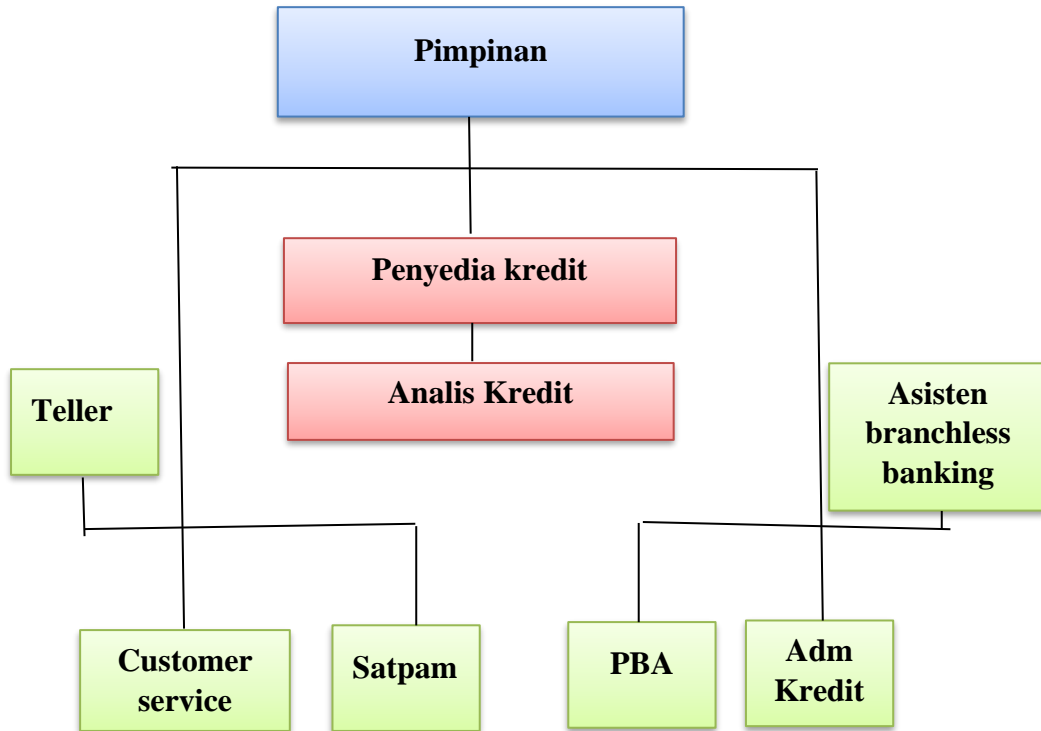 Pimpinan
Penyedia kredit
Analis Kredit
Teller
Asisten
branchless
banking
Customer
service
Satpam
PBA
Adm
Kredit